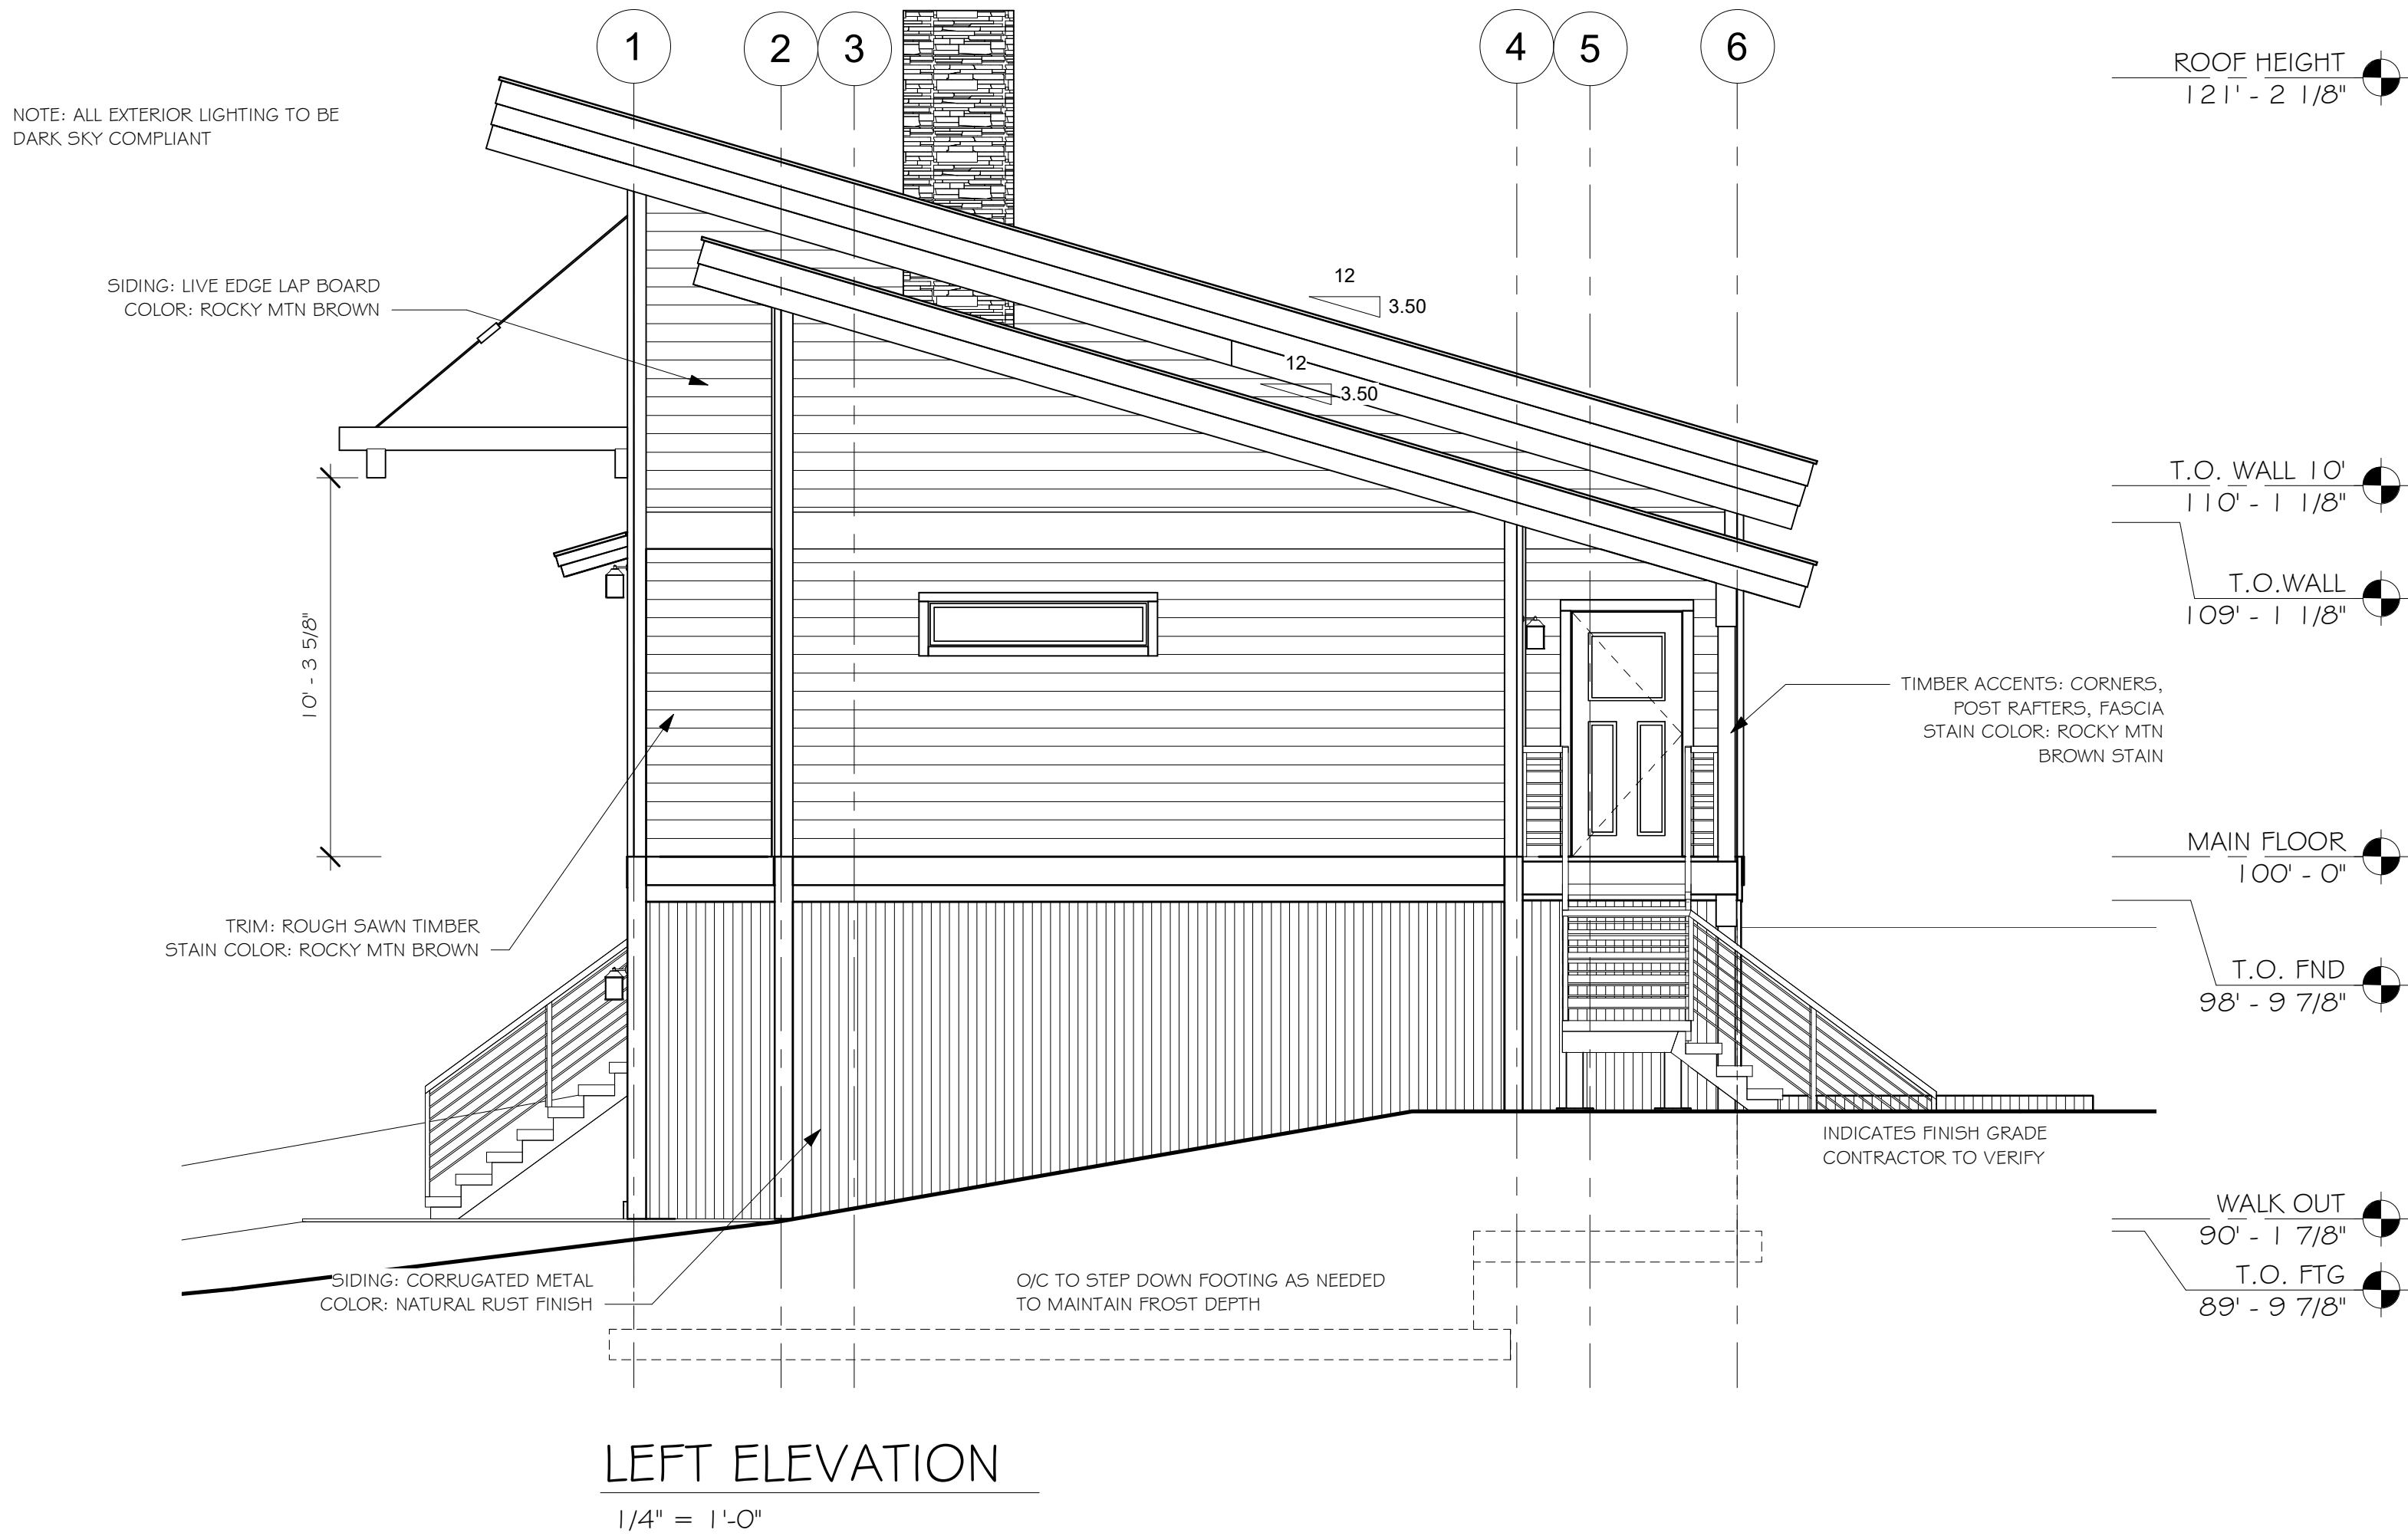 1
2
3
4
5
6
ROOF HEIGHT
121' - 2 1/8"
NOTE: ALL EXTERIOR LIGHTING TO BE
DARK SKY COMPLIANT
12
3.50
SIDING: LIVE EDGE LAP BOARD
COLOR: ROCKY MTN BROWN
12
3.50
T.O. WALL 10'
110' - 1 1/8"
T.O.WALL
109' - 1 1/8"
10' - 3 5/8"
TIMBER ACCENTS: CORNERS,
POST RAFTERS, FASCIA
STAIN COLOR: ROCKY MTN
BROWN STAIN
MAIN FLOOR
100' - 0"
TRIM: ROUGH SAWN TIMBER
STAIN COLOR: ROCKY MTN BROWN
T.O. FND
98' - 9 7/8"
INDICATES FINISH GRADE
CONTRACTOR TO VERIFY
WALK OUT
90' - 1 7/8"
SIDING: CORRUGATED METAL
COLOR: NATURAL RUST FINISH
O/C TO STEP DOWN FOOTING AS NEEDED
TO MAINTAIN FROST DEPTH
T.O. FTG
89' - 9 7/8"
LEFT ELEVATION
1/4" = 1'-0"